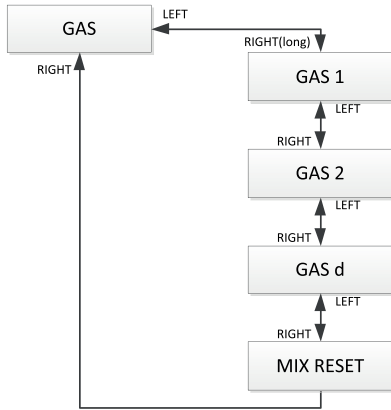 LEFT
GAS
RIGHT(long)
RIGHT
GAS 1
LEFT
RIGHT
GAS 2
LEFT
RIGHT
GAS d
LEFT
RIGHT
MIX RESET